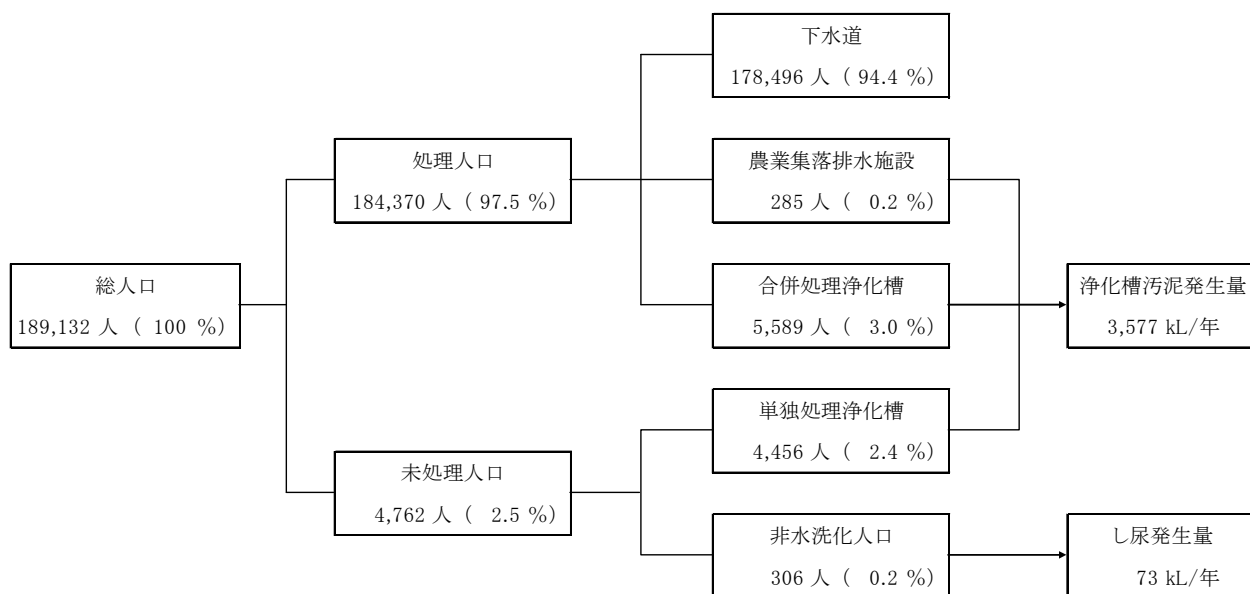 下水道
178,496 人 ( 94.4 %)
処理人口
184,370 人 ( 97.5 %)
農業集落排水施設
285 人 ( 0.2 %)
総人口
189,132 人 ( 100 %)
合併処理浄化槽
5,589 人 ( 3.0 %)
浄化槽汚泥発生量
3,577 kL/年
単独処理浄化槽
4,456 人 ( 2.4 %)
未処理人口
4,762 人 ( 2.5 %)
非水洗化人口
306 人 ( 0.2 %)
し尿発生量
73 kL/年